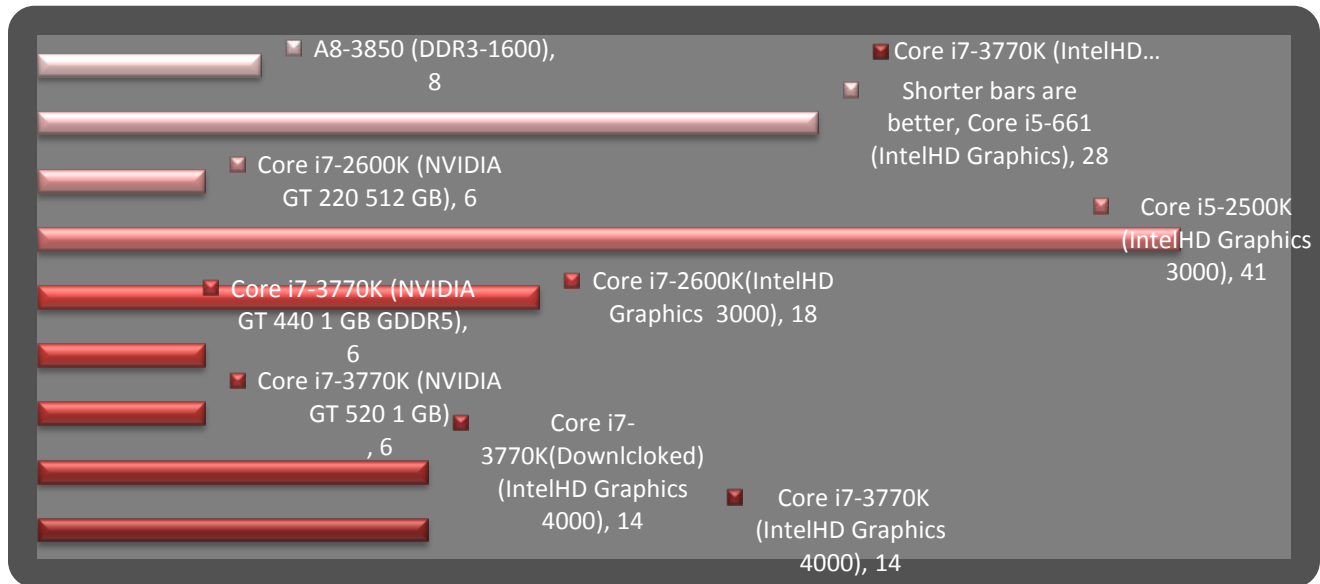 A8-3850 (DDR3-1600),
8
Core i7-3770K (IntelHD…
Shorter bars are
better, Core i5-661
(IntelHD Graphics), 28
Core i7-2600K (NVIDIA
GT 220 512 GB), 6
Core i5-2500K
(IntelHD Graphics
3000), 41
Core i7-2600K(IntelHD
Graphics 3000), 18
Core i7-3770K (NVIDIA
GT 440 1 GB GDDR5),
6
Core i7-3770K (NVIDIA
GT 520 1 GB)
, 6
Core i7-
3770K(Downlcloked)
(IntelHD Graphics
4000), 14
Core i7-3770K
(IntelHD Graphics
4000), 14